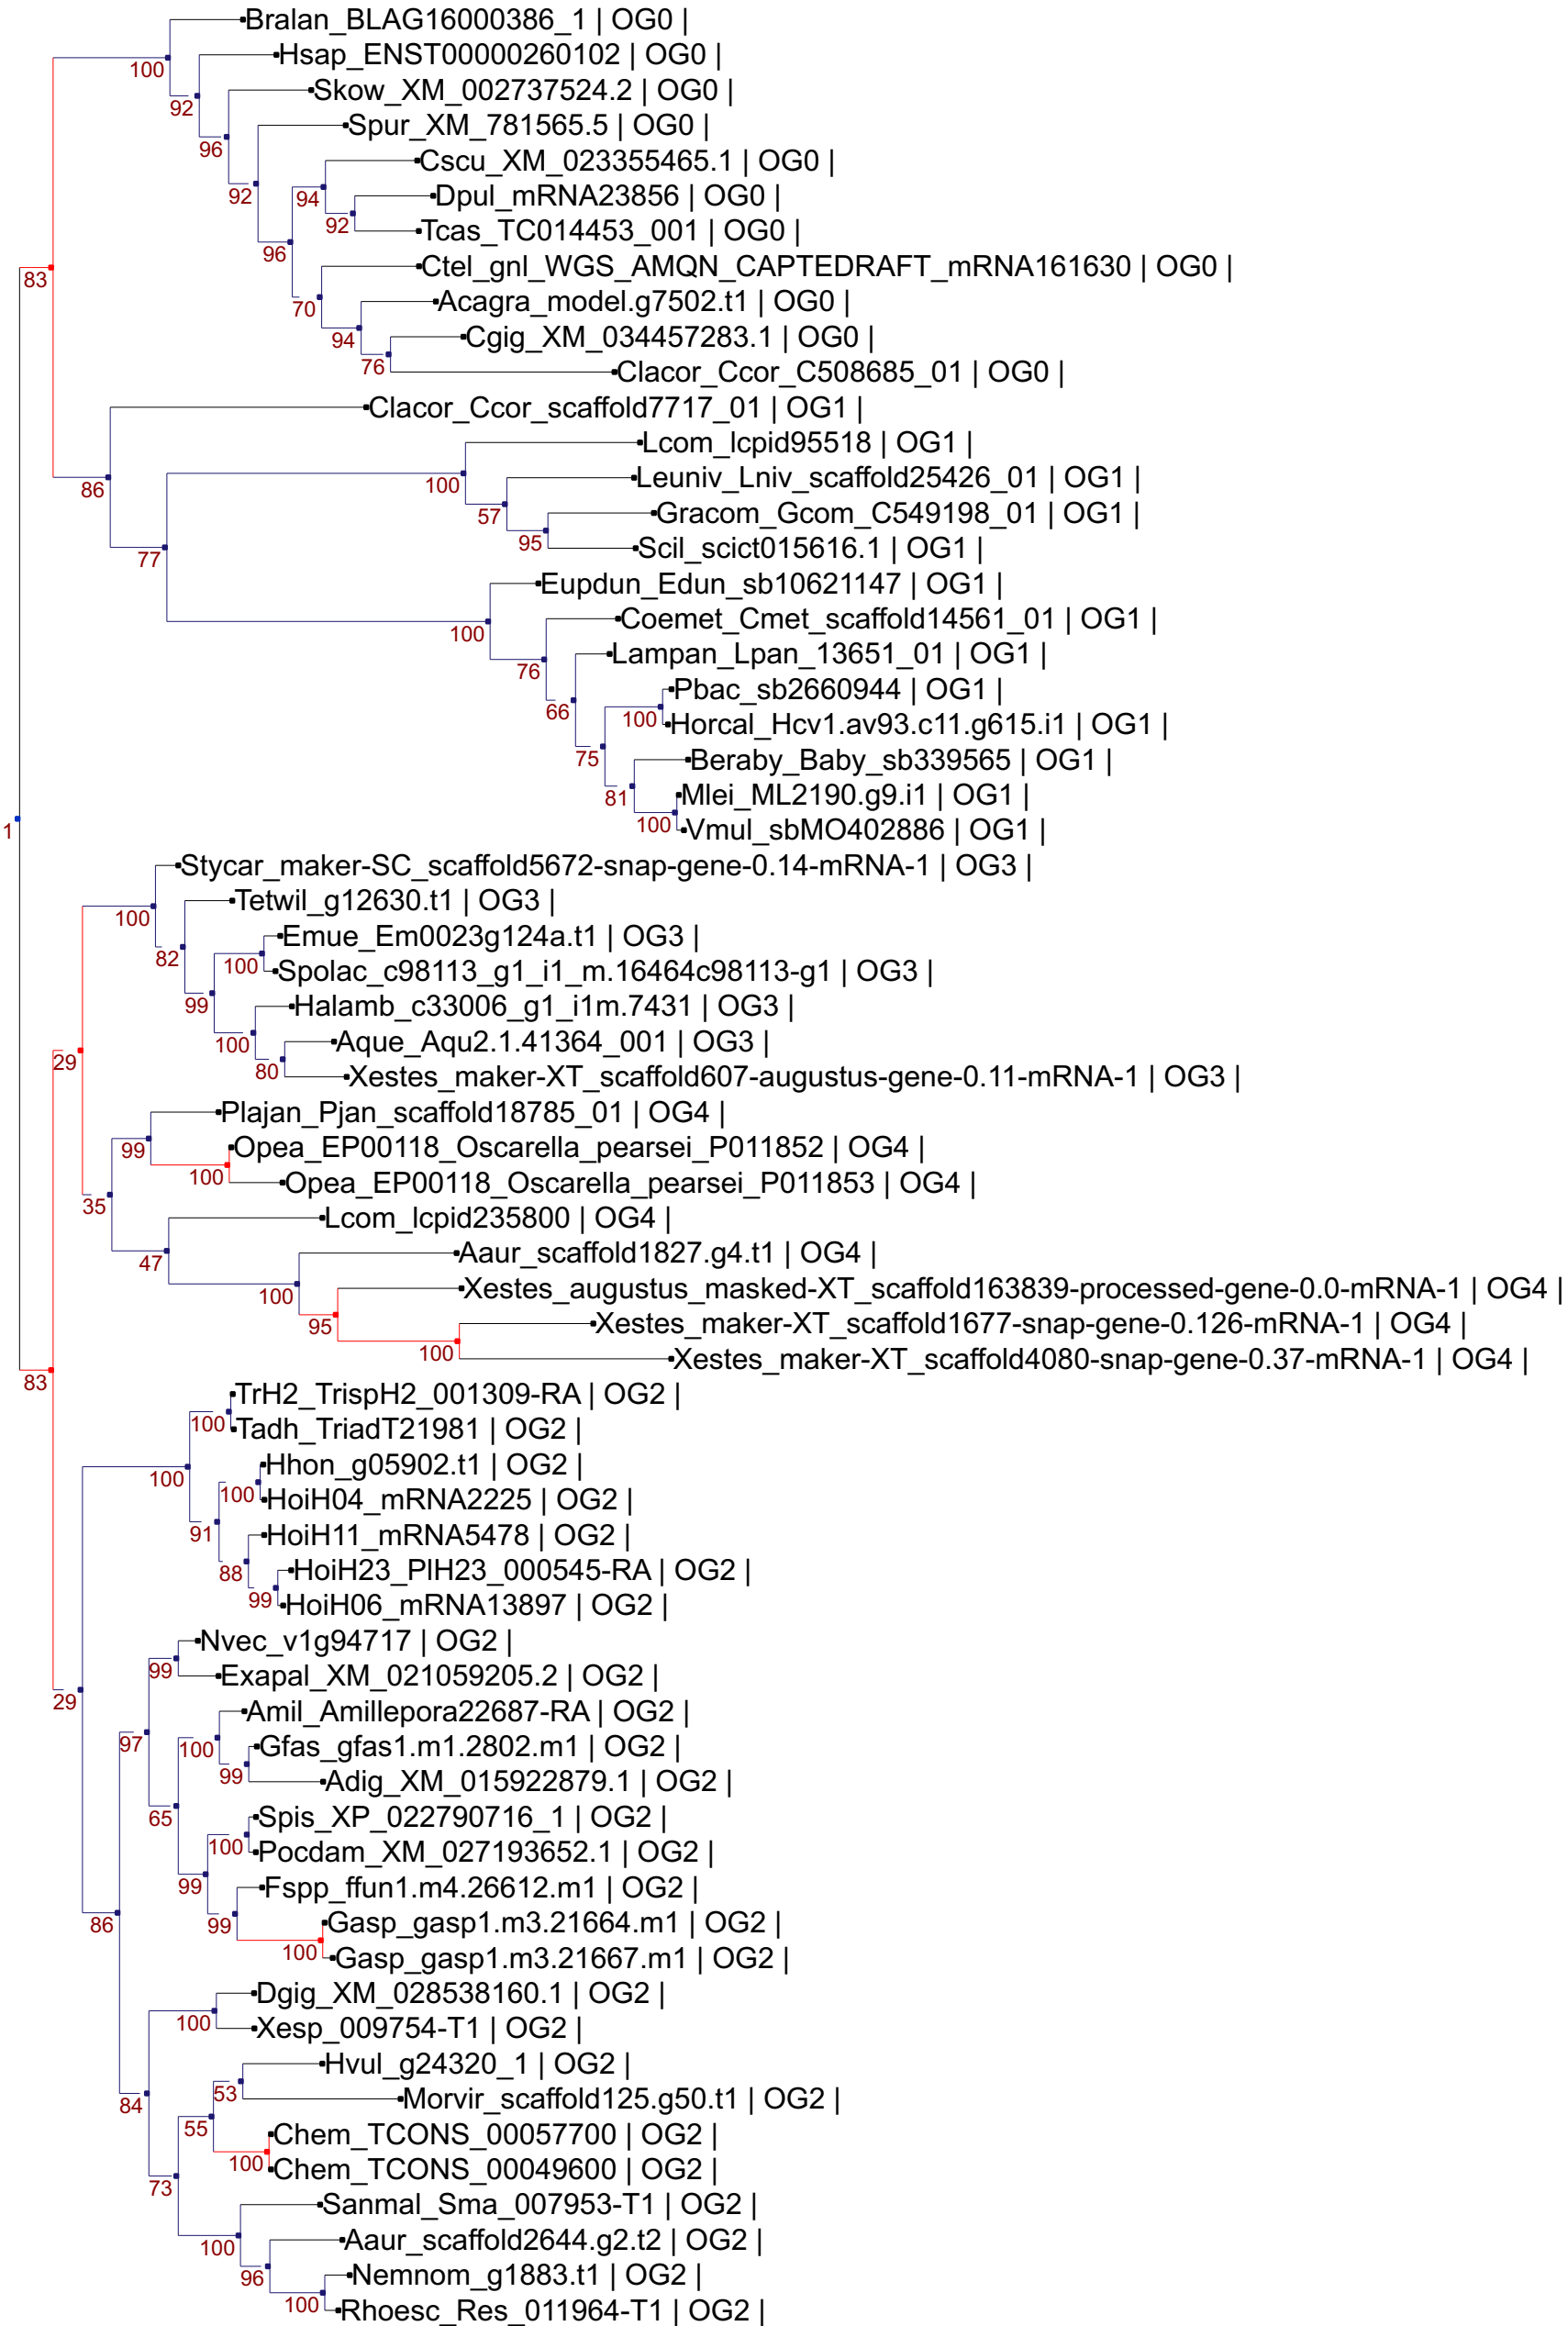 Bralan_BLAG16000386_1 | OG0 |
Hsap_ENST00000260102 | OG0 |
100
Skow_XM_002737524.2 | OG0 |
92
Spur_XM_781565.5 | OG0 |
96
Cscu_XM_023355465.1 | OG0 |
92
94
Dpul_mRNA23856 | OG0 |
92
Tcas_TC014453_001 | OG0 |
96
Ctel_gnl_WGS_AMQN_CAPTEDRAFT_mRNA161630 | OG0 |
83
70
Acagra_model.g7502.t1 | OG0 |
94
Cgig_XM_034457283.1 | OG0 |
76
Clacor_Ccor_C508685_01 | OG0 |
Clacor_Ccor_scaffold7717_01 | OG1 |
Lcom_lcpid95518 | OG1 |
86
100
Leuniv_Lniv_scaffold25426_01 | OG1 |
57
Gracom_Gcom_C549198_01 | OG1 |
95
Scil_scict015616.1 | OG1 |
77
Eupdun_Edun_sb10621147 | OG1 |
100
Coemet_Cmet_scaffold14561_01 | OG1 |
76
Lampan_Lpan_13651_01 | OG1 |
66
Pbac_sb2660944 | OG1 |
100
Horcal_Hcv1.av93.c11.g615.i1 | OG1 |
75
Beraby_Baby_sb339565 | OG1 |
81
Mlei_ML2190.g9.i1 | OG1 |
100
Vmul_sbMO402886 | OG1 |
1
Stycar_maker-SC_scaffold5672-snap-gene-0.14-mRNA-1 | OG3 |
100
Tetwil_g12630.t1 | OG3 |
82
Emue_Em0023g124a.t1 | OG3 |
100
Spolac_c98113_g1_i1_m.16464c98113-g1 | OG3 |
99
Halamb_c33006_g1_i1m.7431 | OG3 |
100
Aque_Aqu2.1.41364_001 | OG3 |
29
80
Xestes_maker-XT_scaffold607-augustus-gene-0.11-mRNA-1 | OG3 |
Plajan_Pjan_scaffold18785_01 | OG4 |
99
Opea_EP00118_Oscarella_pearsei_P011852 | OG4 |
100
Opea_EP00118_Oscarella_pearsei_P011853 | OG4 |
35
Lcom_lcpid235800 | OG4 |
47
Aaur_scaffold1827.g4.t1 | OG4 |
100
Xestes_augustus_masked-XT_scaffold163839-processed-gene-0.0-mRNA-1 | OG4 |
95
Xestes_maker-XT_scaffold1677-snap-gene-0.126-mRNA-1 | OG4 |
100
Xestes_maker-XT_scaffold4080-snap-gene-0.37-mRNA-1 | OG4 |
83
TrH2_TrispH2_001309-RA | OG2 |
100
Tadh_TriadT21981 | OG2 |
100
Hhon_g05902.t1 | OG2 |
100
HoiH04_mRNA2225 | OG2 |
91
HoiH11_mRNA5478 | OG2 |
88
HoiH23_PlH23_000545-RA | OG2 |
99
HoiH06_mRNA13897 | OG2 |
Nvec_v1g94717 | OG2 |
99
Exapal_XM_021059205.2 | OG2 |
29
Amil_Amillepora22687-RA | OG2 |
97
100
Gfas_gfas1.m1.2802.m1 | OG2 |
99
Adig_XM_015922879.1 | OG2 |
65
Spis_XP_022790716_1 | OG2 |
100
Pocdam_XM_027193652.1 | OG2 |
99
Fspp_ffun1.m4.26612.m1 | OG2 |
86
99
Gasp_gasp1.m3.21664.m1 | OG2 |
100
Gasp_gasp1.m3.21667.m1 | OG2 |
Dgig_XM_028538160.1 | OG2 |
100
Xesp_009754-T1 | OG2 |
Hvul_g24320_1 | OG2 |
53
84
Morvir_scaffold125.g50.t1 | OG2 |
55
Chem_TCONS_00057700 | OG2 |
100
Chem_TCONS_00049600 | OG2 |
73
Sanmal_Sma_007953-T1 | OG2 |
100
Aaur_scaffold2644.g2.t2 | OG2 |
96
Nemnom_g1883.t1 | OG2 |
100
Rhoesc_Res_011964-T1 | OG2 |